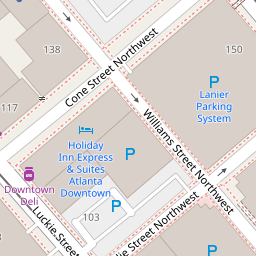 138
150
Cone Street Northwest
P
Lanier
Parking
System
117
Williams Street Northwest
Holiday
Inn Express
& Suites
Atlanta
Downtown
P
Downtown
Deli
Luckie Street
103
P
Street Northwest
P